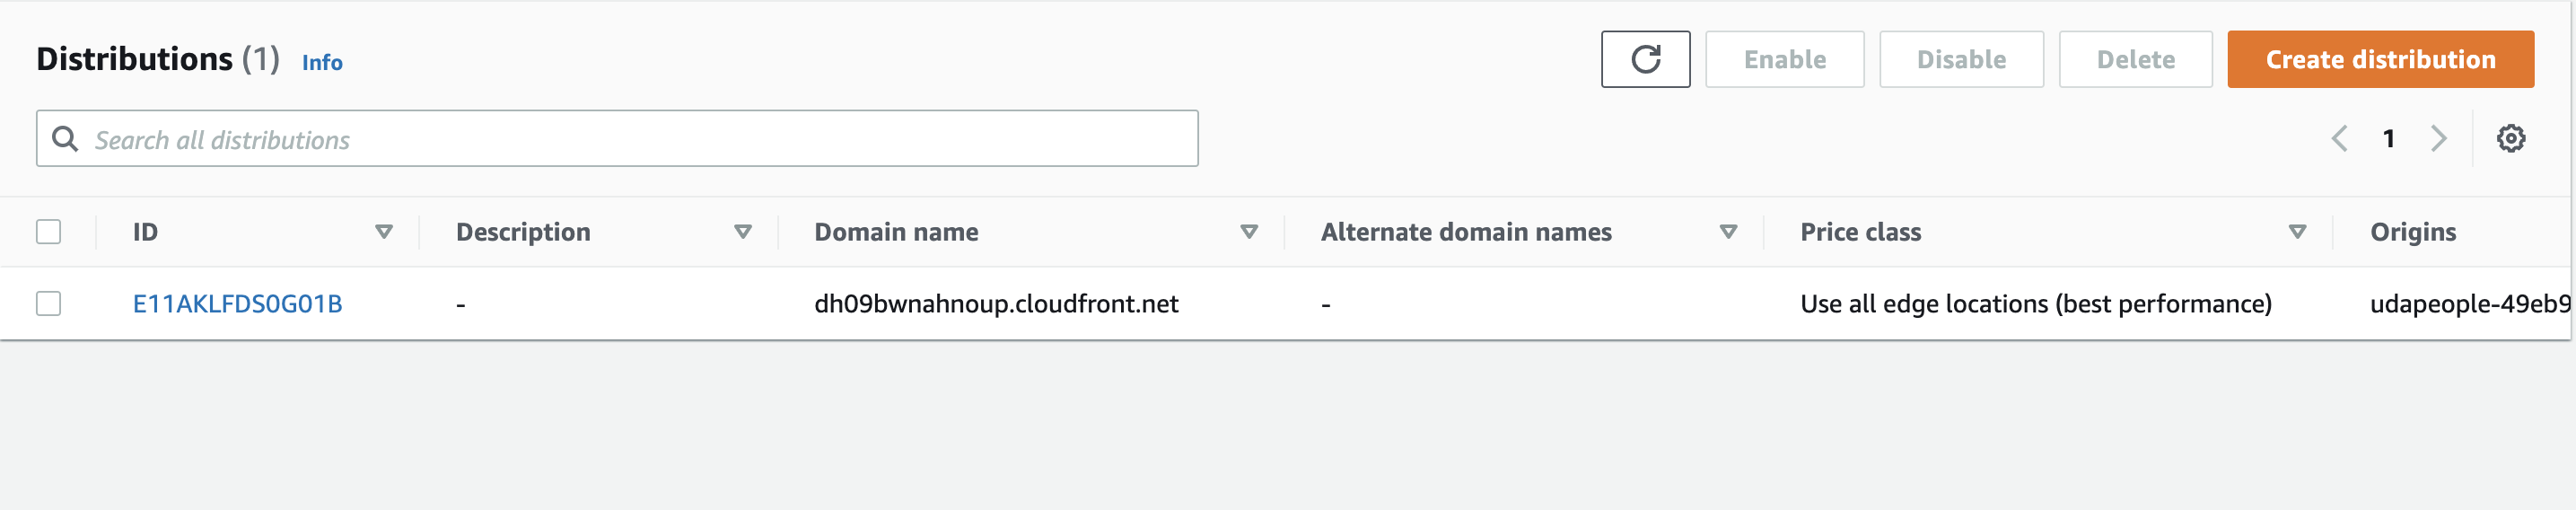 Distributions (1) Info
Enable Disable Delete Create distribution
Search all distributions
1
ID Description Domain name Alternate domain names Price class Origins
E11AKLFDS0G01B - dh09bwnahnoup.cloudfront.net - Use all edge locations (best performance) udapeople-49eb9